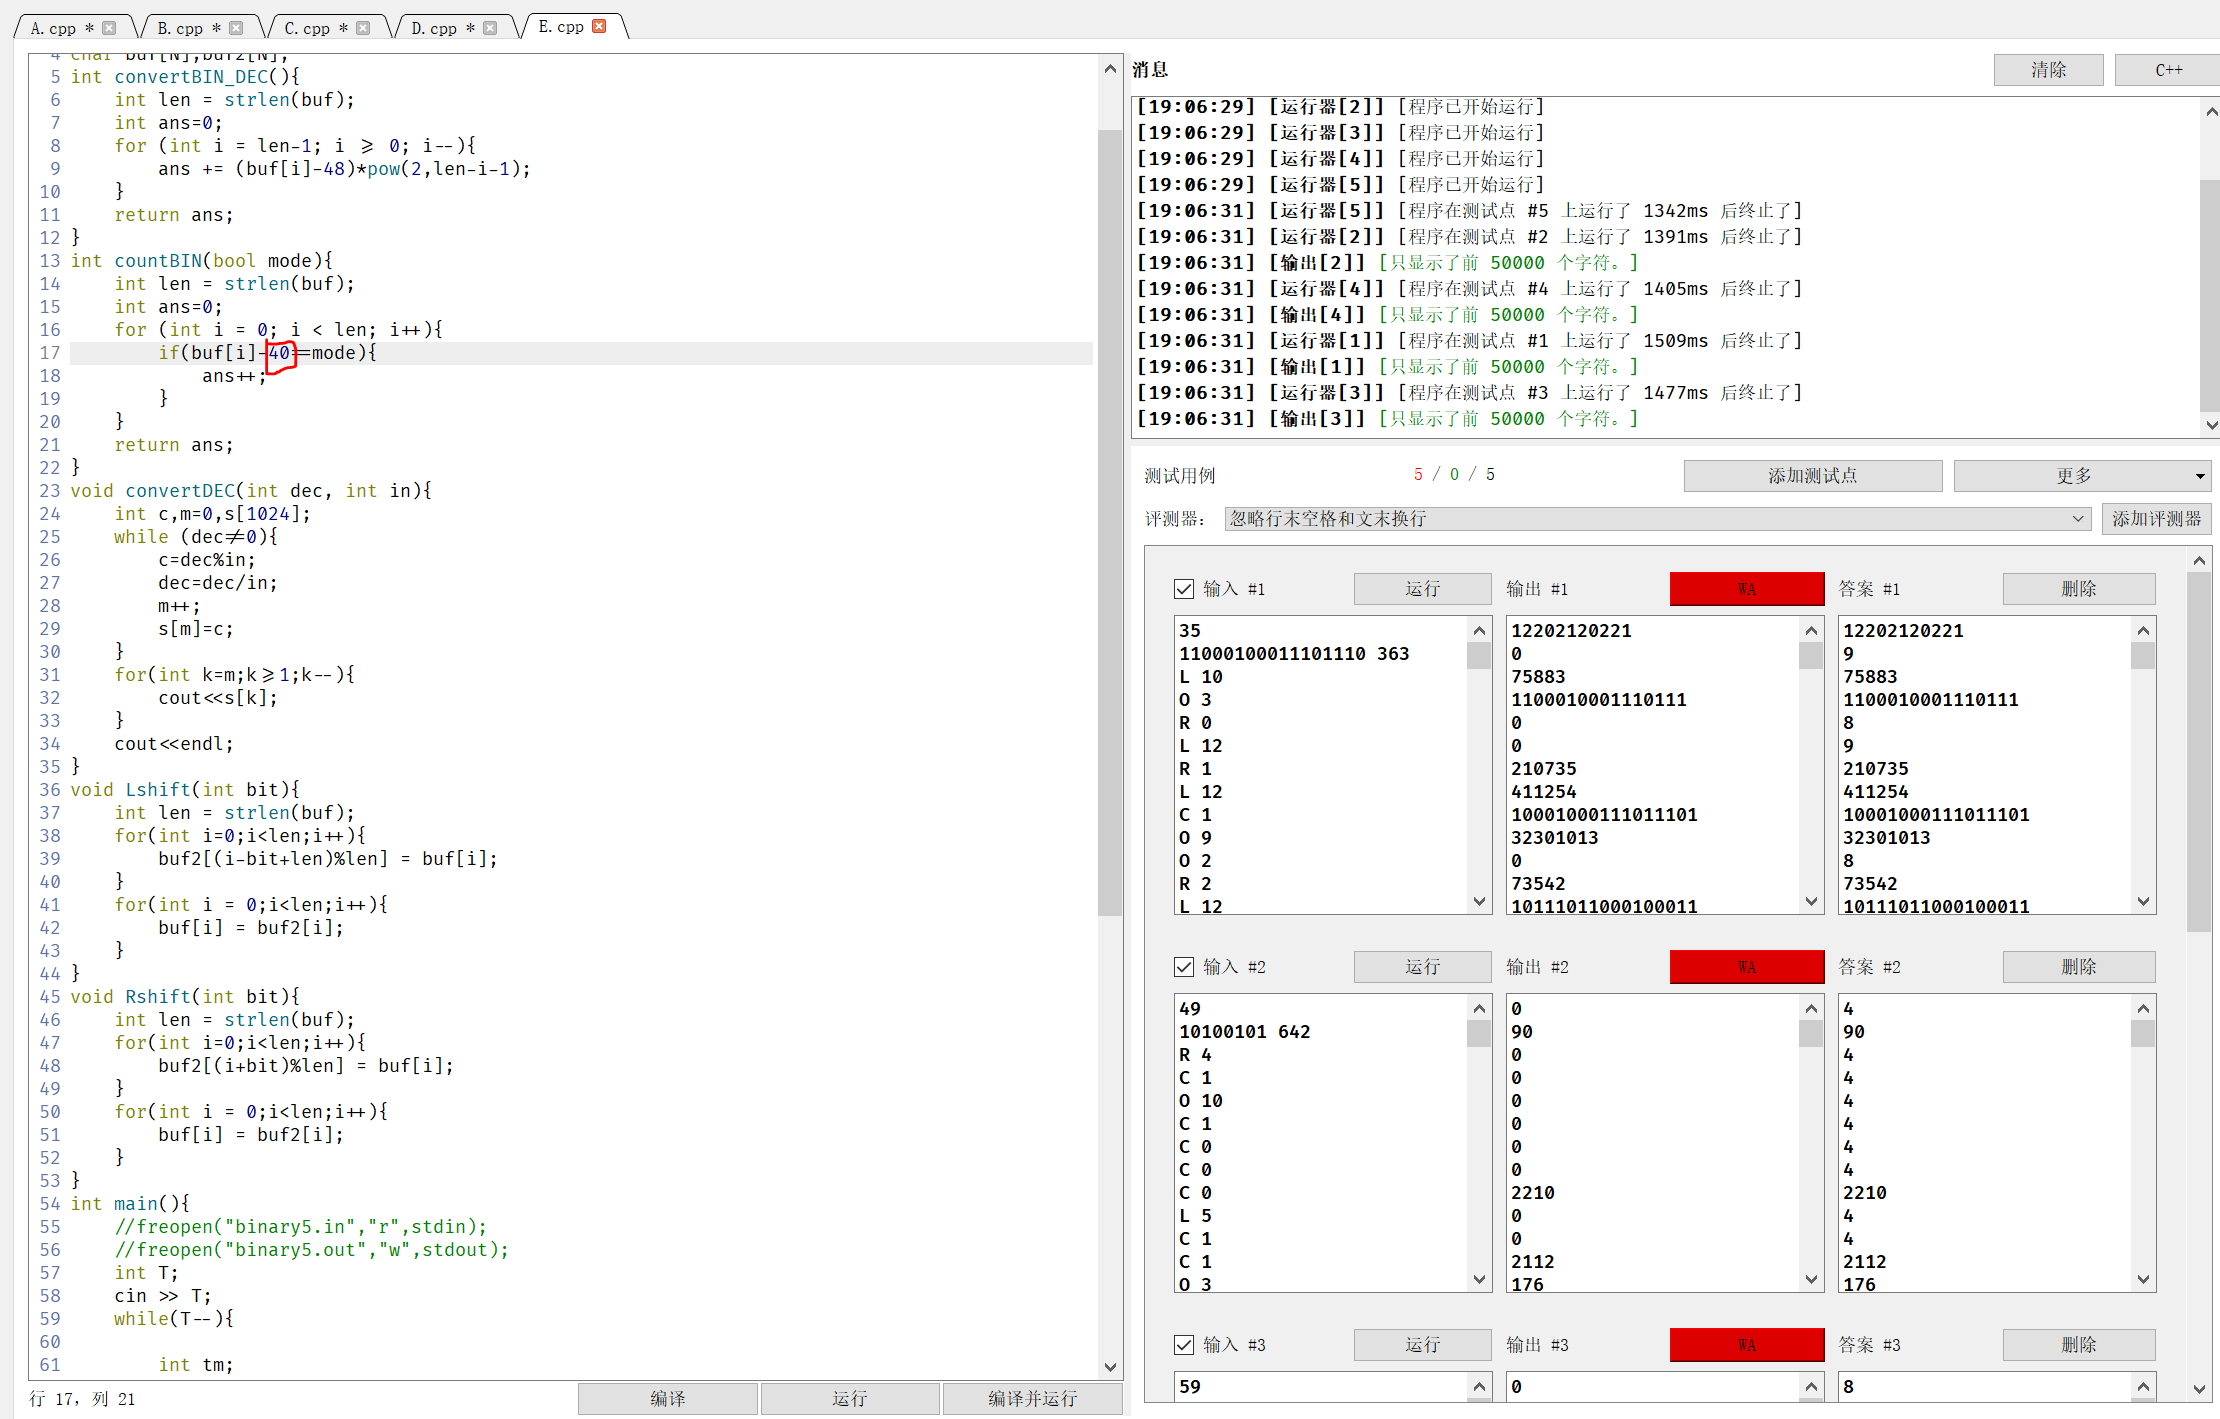 A.cpp *
B.cpp *
C.cpp *
D.cpp *
E.cpp
4 char buf[N],buf2[N];
5 int convertBIN_DEC(){
6     int len = strlen(buf);
7     int ans=0;
8     for (int i = len-1; i >= 0; i--){
9         ans += (buf[i]-48)*pow(2,len-i-1);
10     }
11     return ans;
12 }
13 int countBIN(bool mode){
14     int len = strlen(buf);
15     int ans=0;
16     for (int i = 0; i < len; i++){
17         if(buf[i]-40==mode){
18             ans++;
19         }
20     }
21     return ans;
22 }
23 void convertDEC(int dec, int in){
24     int c,m=0,s[1024];
25     while (dec!=0){
26         c=dec%in;
27         dec=dec/in;
28         m++;
29         s[m]=c;
30     }
31     for(int k=m;k>=1;k--){
32         cout<<s[k];
33     }
34     cout<<endl;
35 }
36 void Lshift(int bit){
37     int len = strlen(buf);
38     for(int i=0;i<len;i++){
39         buf2[(i-bit+len)%len] = buf[i];
40     }
41     for(int i = 0;i<len;i++){
42         buf[i] = buf2[i];
43     }
44 }
45 void Rshift(int bit){
46     int len = strlen(buf);
47     for(int i=0;i<len;i++){
48         buf2[(i+bit)%len] = buf[i];
49     }
50     for(int i = 0;i<len;i++){
51         buf[i] = buf2[i];
52     }
53 }
54 int main(){
55     //freopen("binary5.in","r",stdin);
56     //freopen("binary5.out","w",stdout);
57     int T;
58     cin >> T;
59     while(T--){
60
61         int tm;
行 17, 列 21
编译
运行
编译并运行
消息
清除
C++
[19:06:29] [运行器[2]] [程序已开始运行]
[19:06:29] [运行器[3]] [程序已开始运行]
[19:06:29] [运行器[4]] [程序已开始运行]
[19:06:29] [运行器[5]] [程序已开始运行]
[19:06:31] [运行器[5]] [程序在测试点 #5 上运行了 1342ms 后终止了]
[19:06:31] [运行器[2]] [程序在测试点 #2 上运行了 1391ms 后终止了]
[19:06:31] [输出[2]] [只显示了前 50000 个字符。]
[19:06:31] [运行器[4]] [程序在测试点 #4 上运行了 1405ms 后终止了]
[19:06:31] [输出[4]] [只显示了前 50000 个字符。]
[19:06:31] [运行器[1]] [程序在测试点 #1 上运行了 1509ms 后终止了]
[19:06:31] [输出[1]] [只显示了前 50000 个字符。]
[19:06:31] [运行器[3]] [程序在测试点 #3 上运行了 1477ms 后终止了]
[19:06:31] [输出[3]] [只显示了前 50000 个字符。]
测试用例
5 / 0 / 5
添加测试点
更多
评测器：
忽略行末空格和文末换行
添加评测器
输入 #1
运行
输出 #1
WA
答案 #1
删除
35
11000100011101110 363
L 10
O 3
R 0
L 12
R 1
L 12
C 1
O 9
O 2
R 2
L 12
12202120221
0
75883
1100010001110111
0
0
210735
411254
10001000111011101
32301013
0
73542
10111011000100011
12202120221
9
75883
1100010001110111
8
9
210735
411254
10001000111011101
32301013
8
73542
10111011000100011
输入 #2
运行
输出 #2
WA
答案 #2
删除
49
10100101 642
R 4
C 1
O 10
C 1
C 0
C 0
C 0
L 5
C 1
C 1
O 3
0
90
0
0
0
0
0
0
2210
0
0
2112
176
4
90
4
4
4
4
4
4
2210
4
4
2112
176
输入 #3
运行
输出 #3
WA
答案 #3
删除
59
0
8